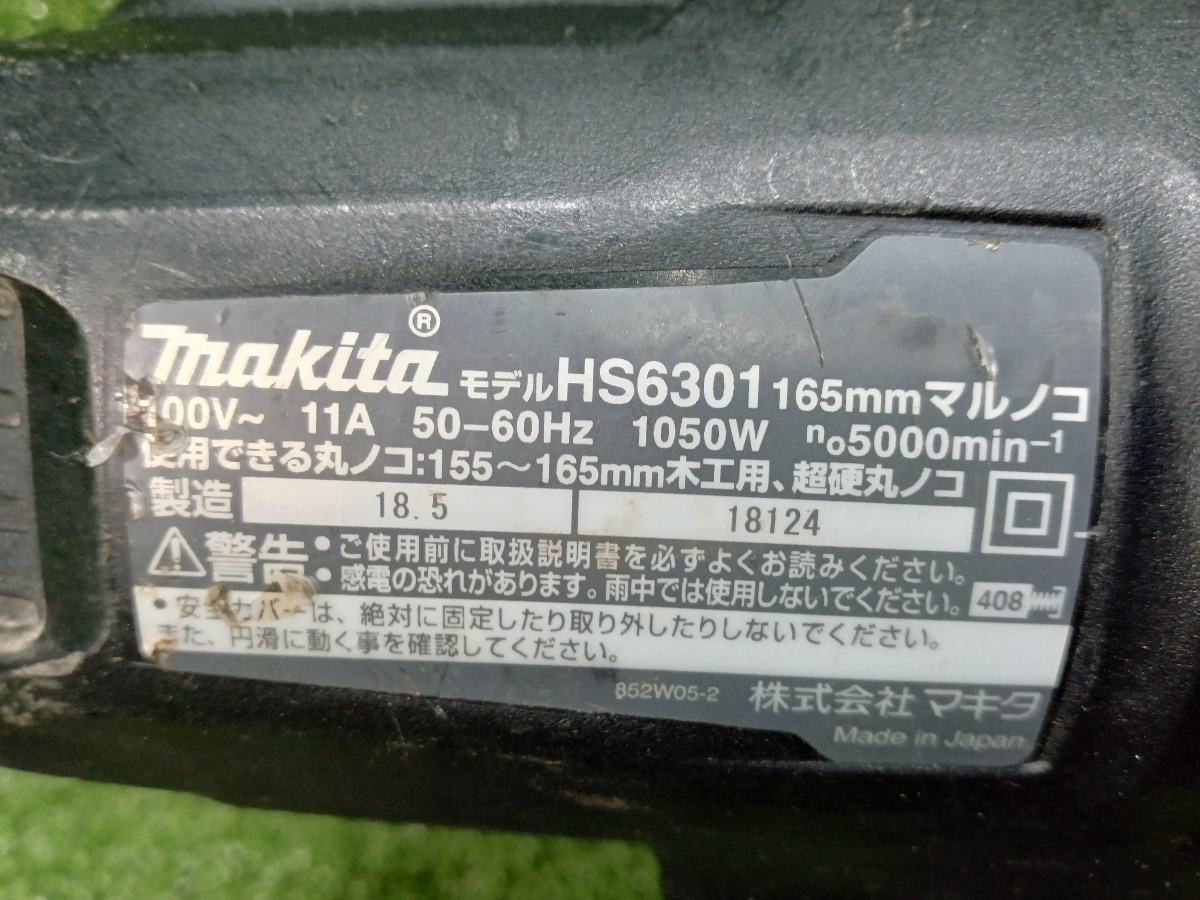 makita® モデル HS6301 165mmマルノコ
100V～ 11A 50-60Hz 1050W n₀5000min⁻¹
使用できる丸ノコ:155～165mm木工用、超硬丸ノコ
製造 18.5 18124
⚠警告 • ご使用前に取扱説明書を必ずよくお読みください。
• 感電の恐れがあります。雨中では使用しないでください。 408
• 安全カバーは、絶対に固定したり取り外したりしないでください。
また、円滑に動く事を確認してください。
852W05-2 株式会社 マキタ
Made in Japan